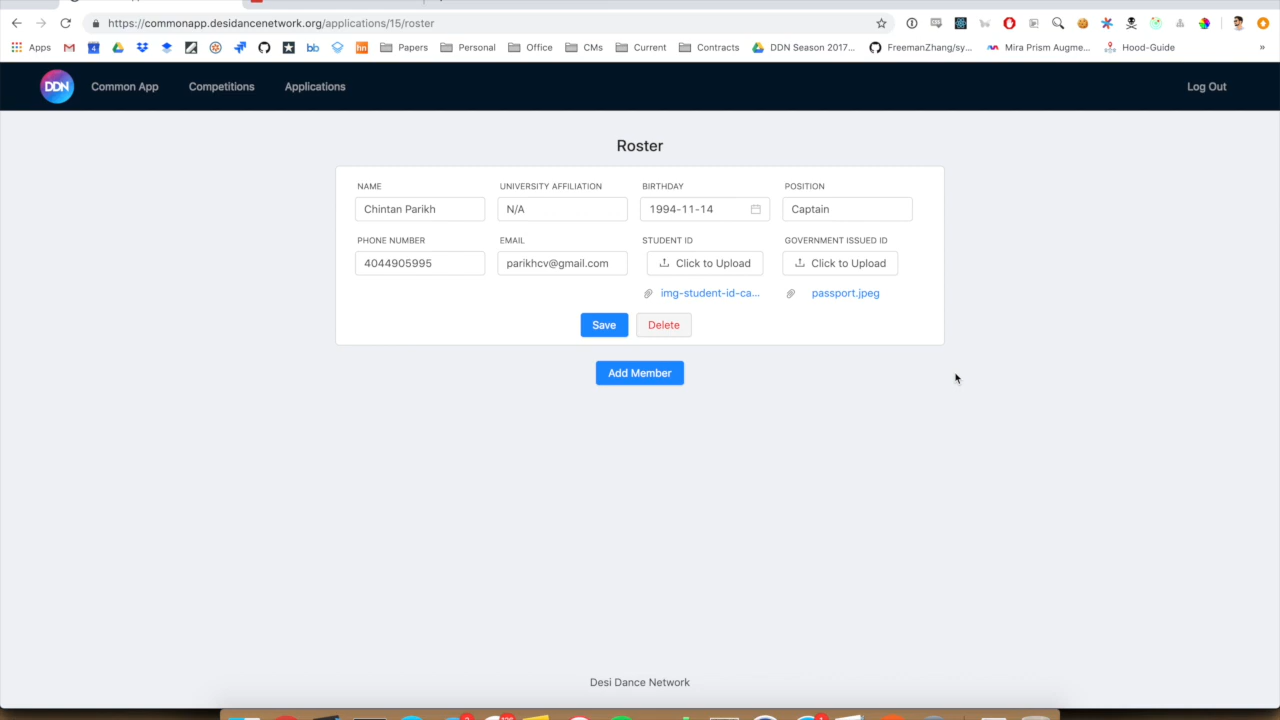 https://commonapp.desidancenetwork.org/applications/15/roster
Apps Papers Personal Office CMs Current Contracts DDN Season 2017... FreemanZhang/sy... Mira Prism Augme... Hood-Guide »
DDN Common App Competitions Applications Log Out
Roster
NAME UNIVERSITY AFFILIATION BIRTHDAY POSITION
Chintan Parikh N/A 1994-11-14 Captain
PHONE NUMBER EMAIL STUDENT ID GOVERNMENT ISSUED ID
4044905995 parikhcv@gmail.com Click to Upload Click to Upload
img-student-id-ca... passport.jpeg
Save Delete
Add Member
Desi Dance Network